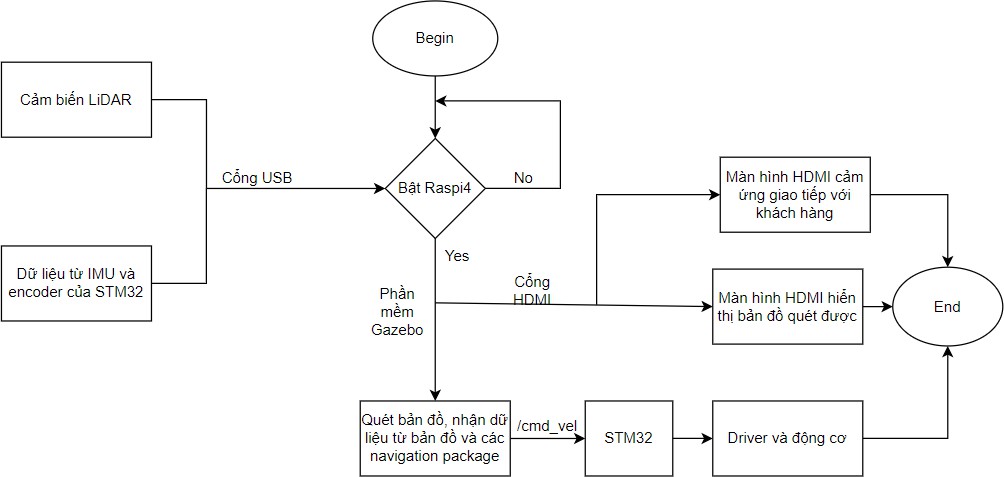 Begin
Cảm biến LiDAR
Cổng USB
Bật Raspi4
No
Màn hình HDMI cảm
ứng giao tiếp với
khách hàng
Dữ liệu từ IMU và
encoder của STM32
Yes
Cổng
HDMI
Phần
mềm
Gazebo
Màn hình HDMI hiển
thị bản đồ quét được
End
Quét bản đồ, nhận dữ
liệu từ bản đồ và các
navigation package
/cmd_vel
STM32
Driver và động cơ